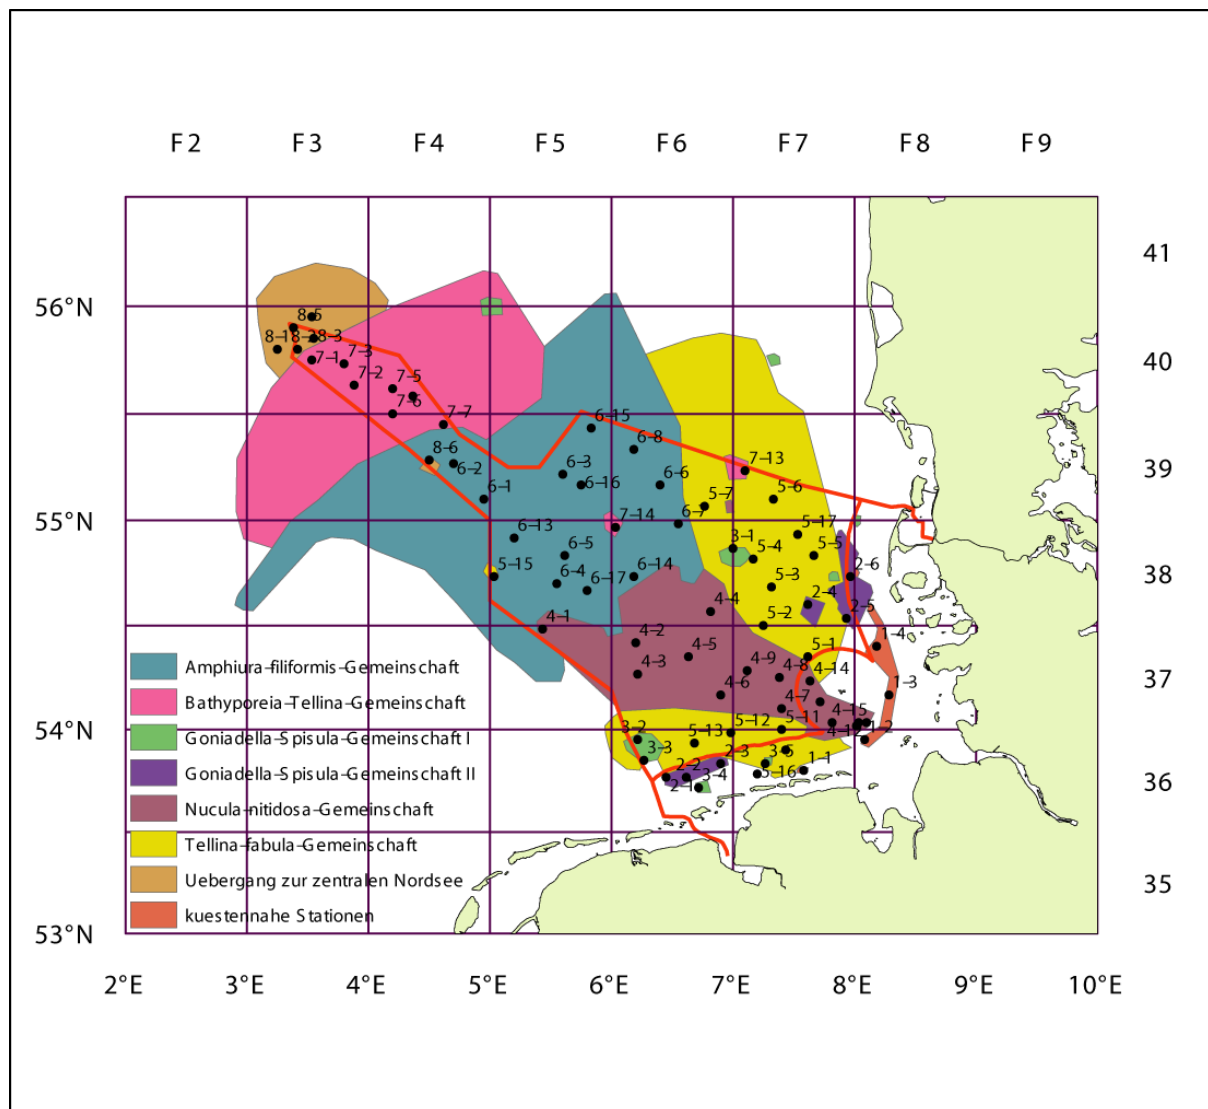 F2 F3 F4 F5 F6 F7 F8 F9
41
56°N
8-5
8-1 8-2 8-3
7-1 7-3
40
7-2 7-5
7-6
7-7 6-15
6-8
8-6 6-2 6-3 6-16 6-6 7-13 39
6-1 5-7 5-6
55°N
6-13 7-14 6-7 5-17
6-5 3-1 5-4 5-5
5-15 6-4 6-17 6-14 5-3 2-6 38
4-4 2-4 2-5
4-1 5-2
4-2 4-5 5-1 1-4
Amphiura-filiformis-Gemeinschaft
4-3 4-9 4-8 4-14 37
4-6 1-3
Bathyporeia-Tellina-Gemeinschaft
4-7
54°N
3-2 5-13 5-12 5-11 4-15 4-12 1-2
Goniadella-Spisula-Gemeinschaft I
3-3 2-2 2-3 3-5 1-1
Goniadella-Spisula-Gemeinschaft II
2-1 3-4 5-16 36
Nucula-nitidosa-Gemeinschaft
Tellina-fabula-Gemeinschaft
Uebergang zur zentralen Nordsee
35
kuestennahe Stationen
53°N
2°E 3°E 4°E 5°E 6°E 7°E 8°E 9°E 10°E